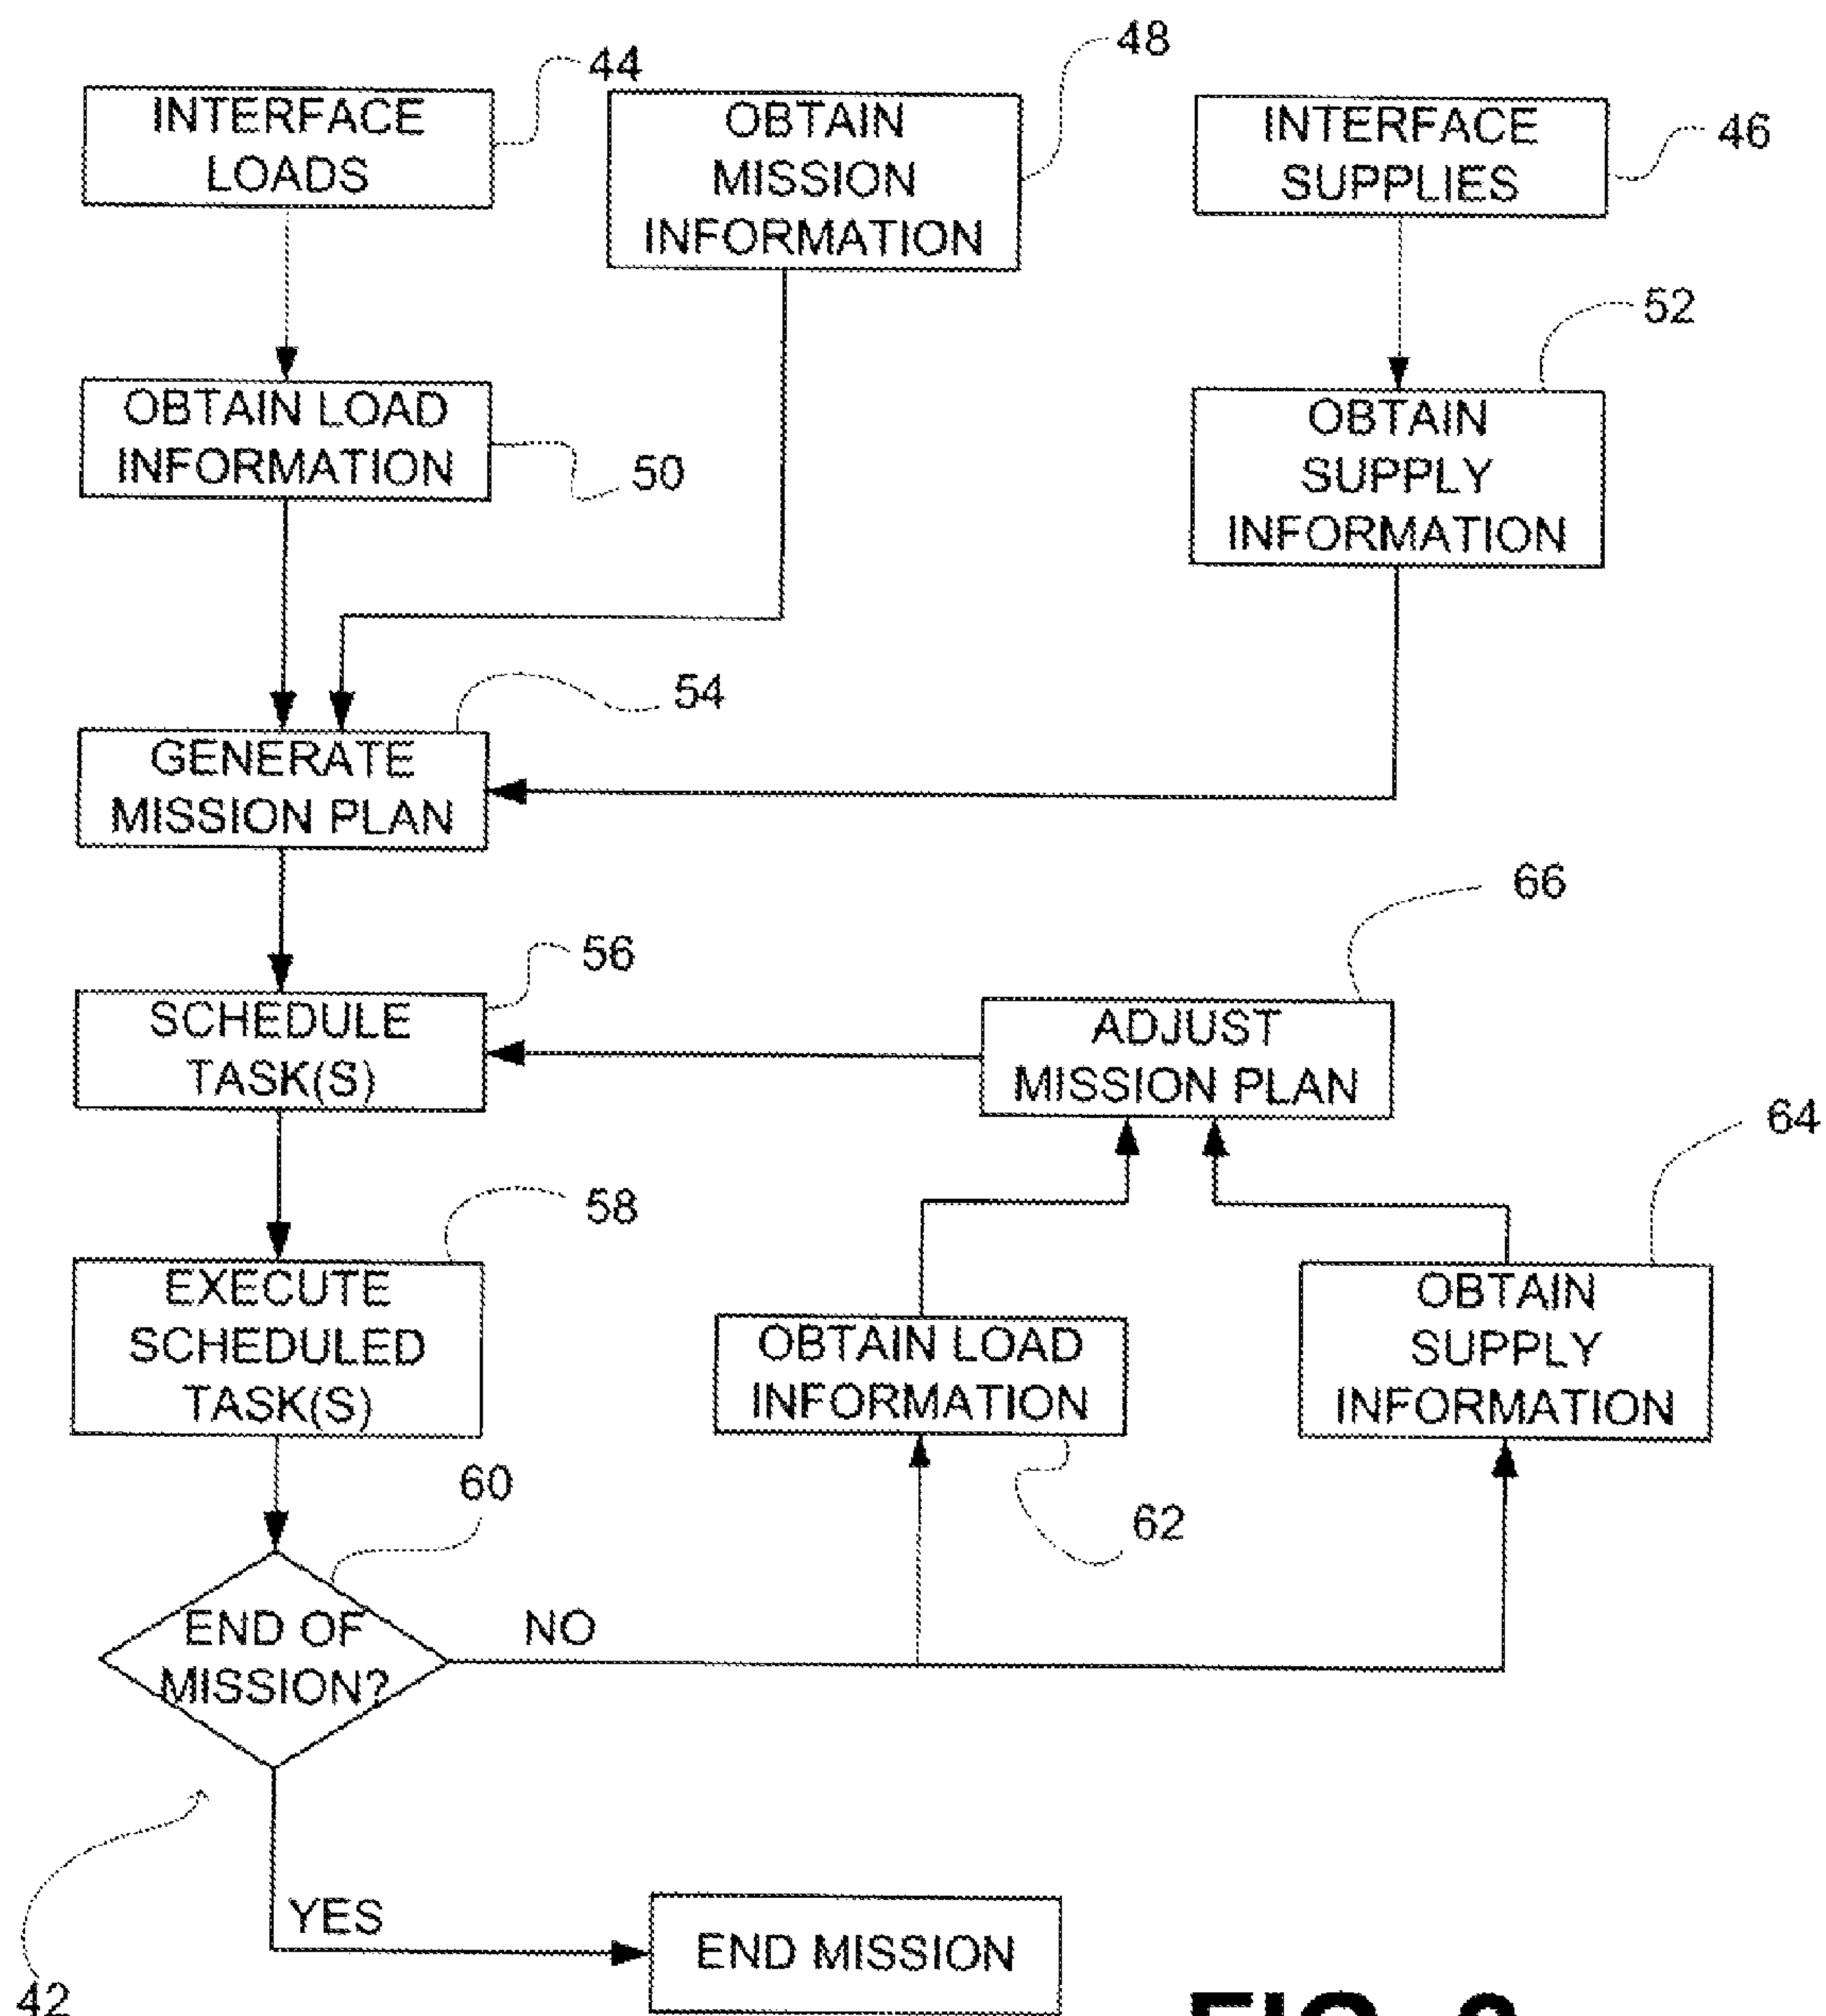 44
48
INTERFACE
LOADS
OBTAIN
MISSION
INFORMATION
INTERFACE
SUPPLIES
46
52
OBTAIN LOAD
INFORMATION
50
OBTAIN
SUPPLY
INFORMATION
54
GENERATE
MISSION PLAN
66
56
SCHEDULE
TASK(S)
ADJUST
MISSION PLAN
64
58
EXECUTE
SCHEDULED
TASK(S)
OBTAIN LOAD
INFORMATION
OBTAIN
SUPPLY
INFORMATION
60
62
END OF
MISSION?
NO
YES
END MISSION
42